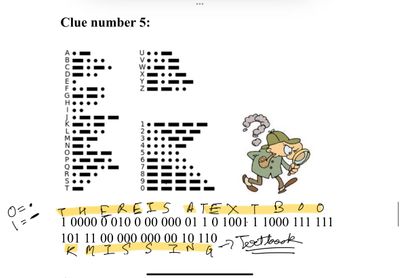 Clue number 5:
A U
B V
C W
D X
E Y
F Z
G
H
I
J
K 1
L 2
M 3
N 4
O 5
P 6
Q 7
R 8
S 9
T 0
0=•
1=-
T H E R E I S A T E X T B O O
1 0000 0 010 0 00 000 01 1 0 1001 1 1000 111 111
101 11 00 000 000 00 10 110
K M I S S I N G → Textbook